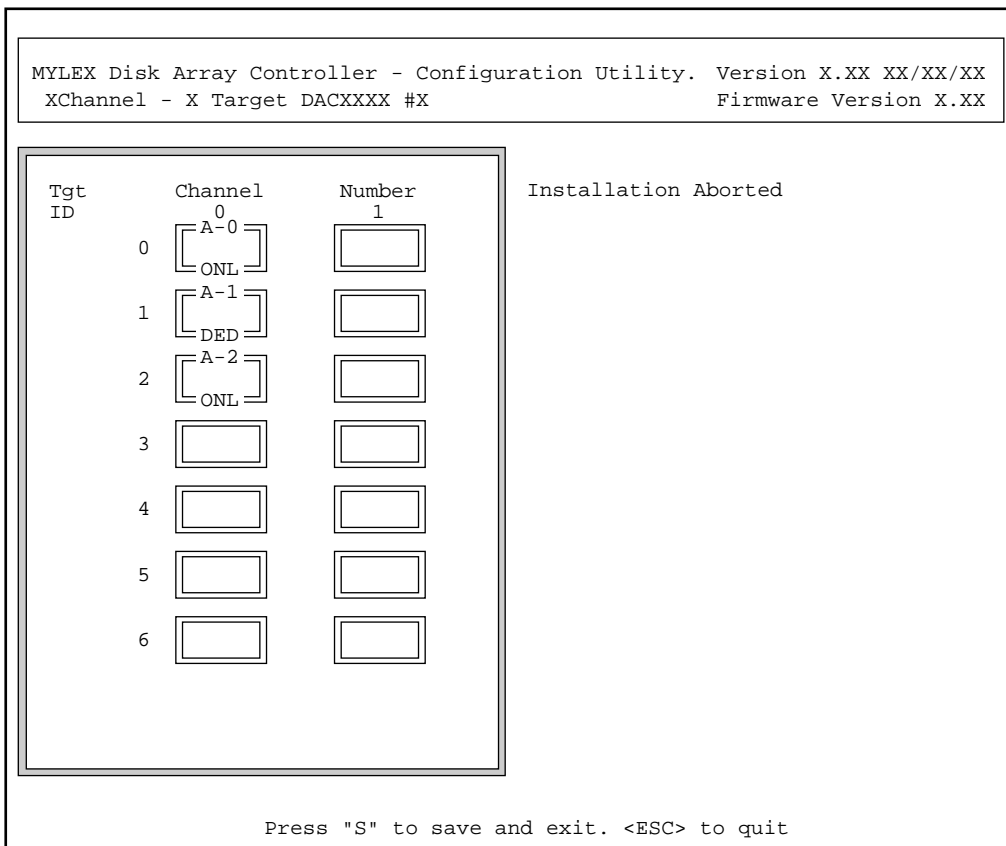 MYLEX Disk Array Controller - Configuration Utility. Version X.XX XX/XX/XX
XChannel - X Target DACXXXX #X Firmware Version X.XX
Tgt Channel Number Installation Aborted
ID 0 1
A-0
0
ONL
A-1
1
DED
A-2
2
ONL
3
4
5
6
Press "S" to save and exit. <ESC> to quit